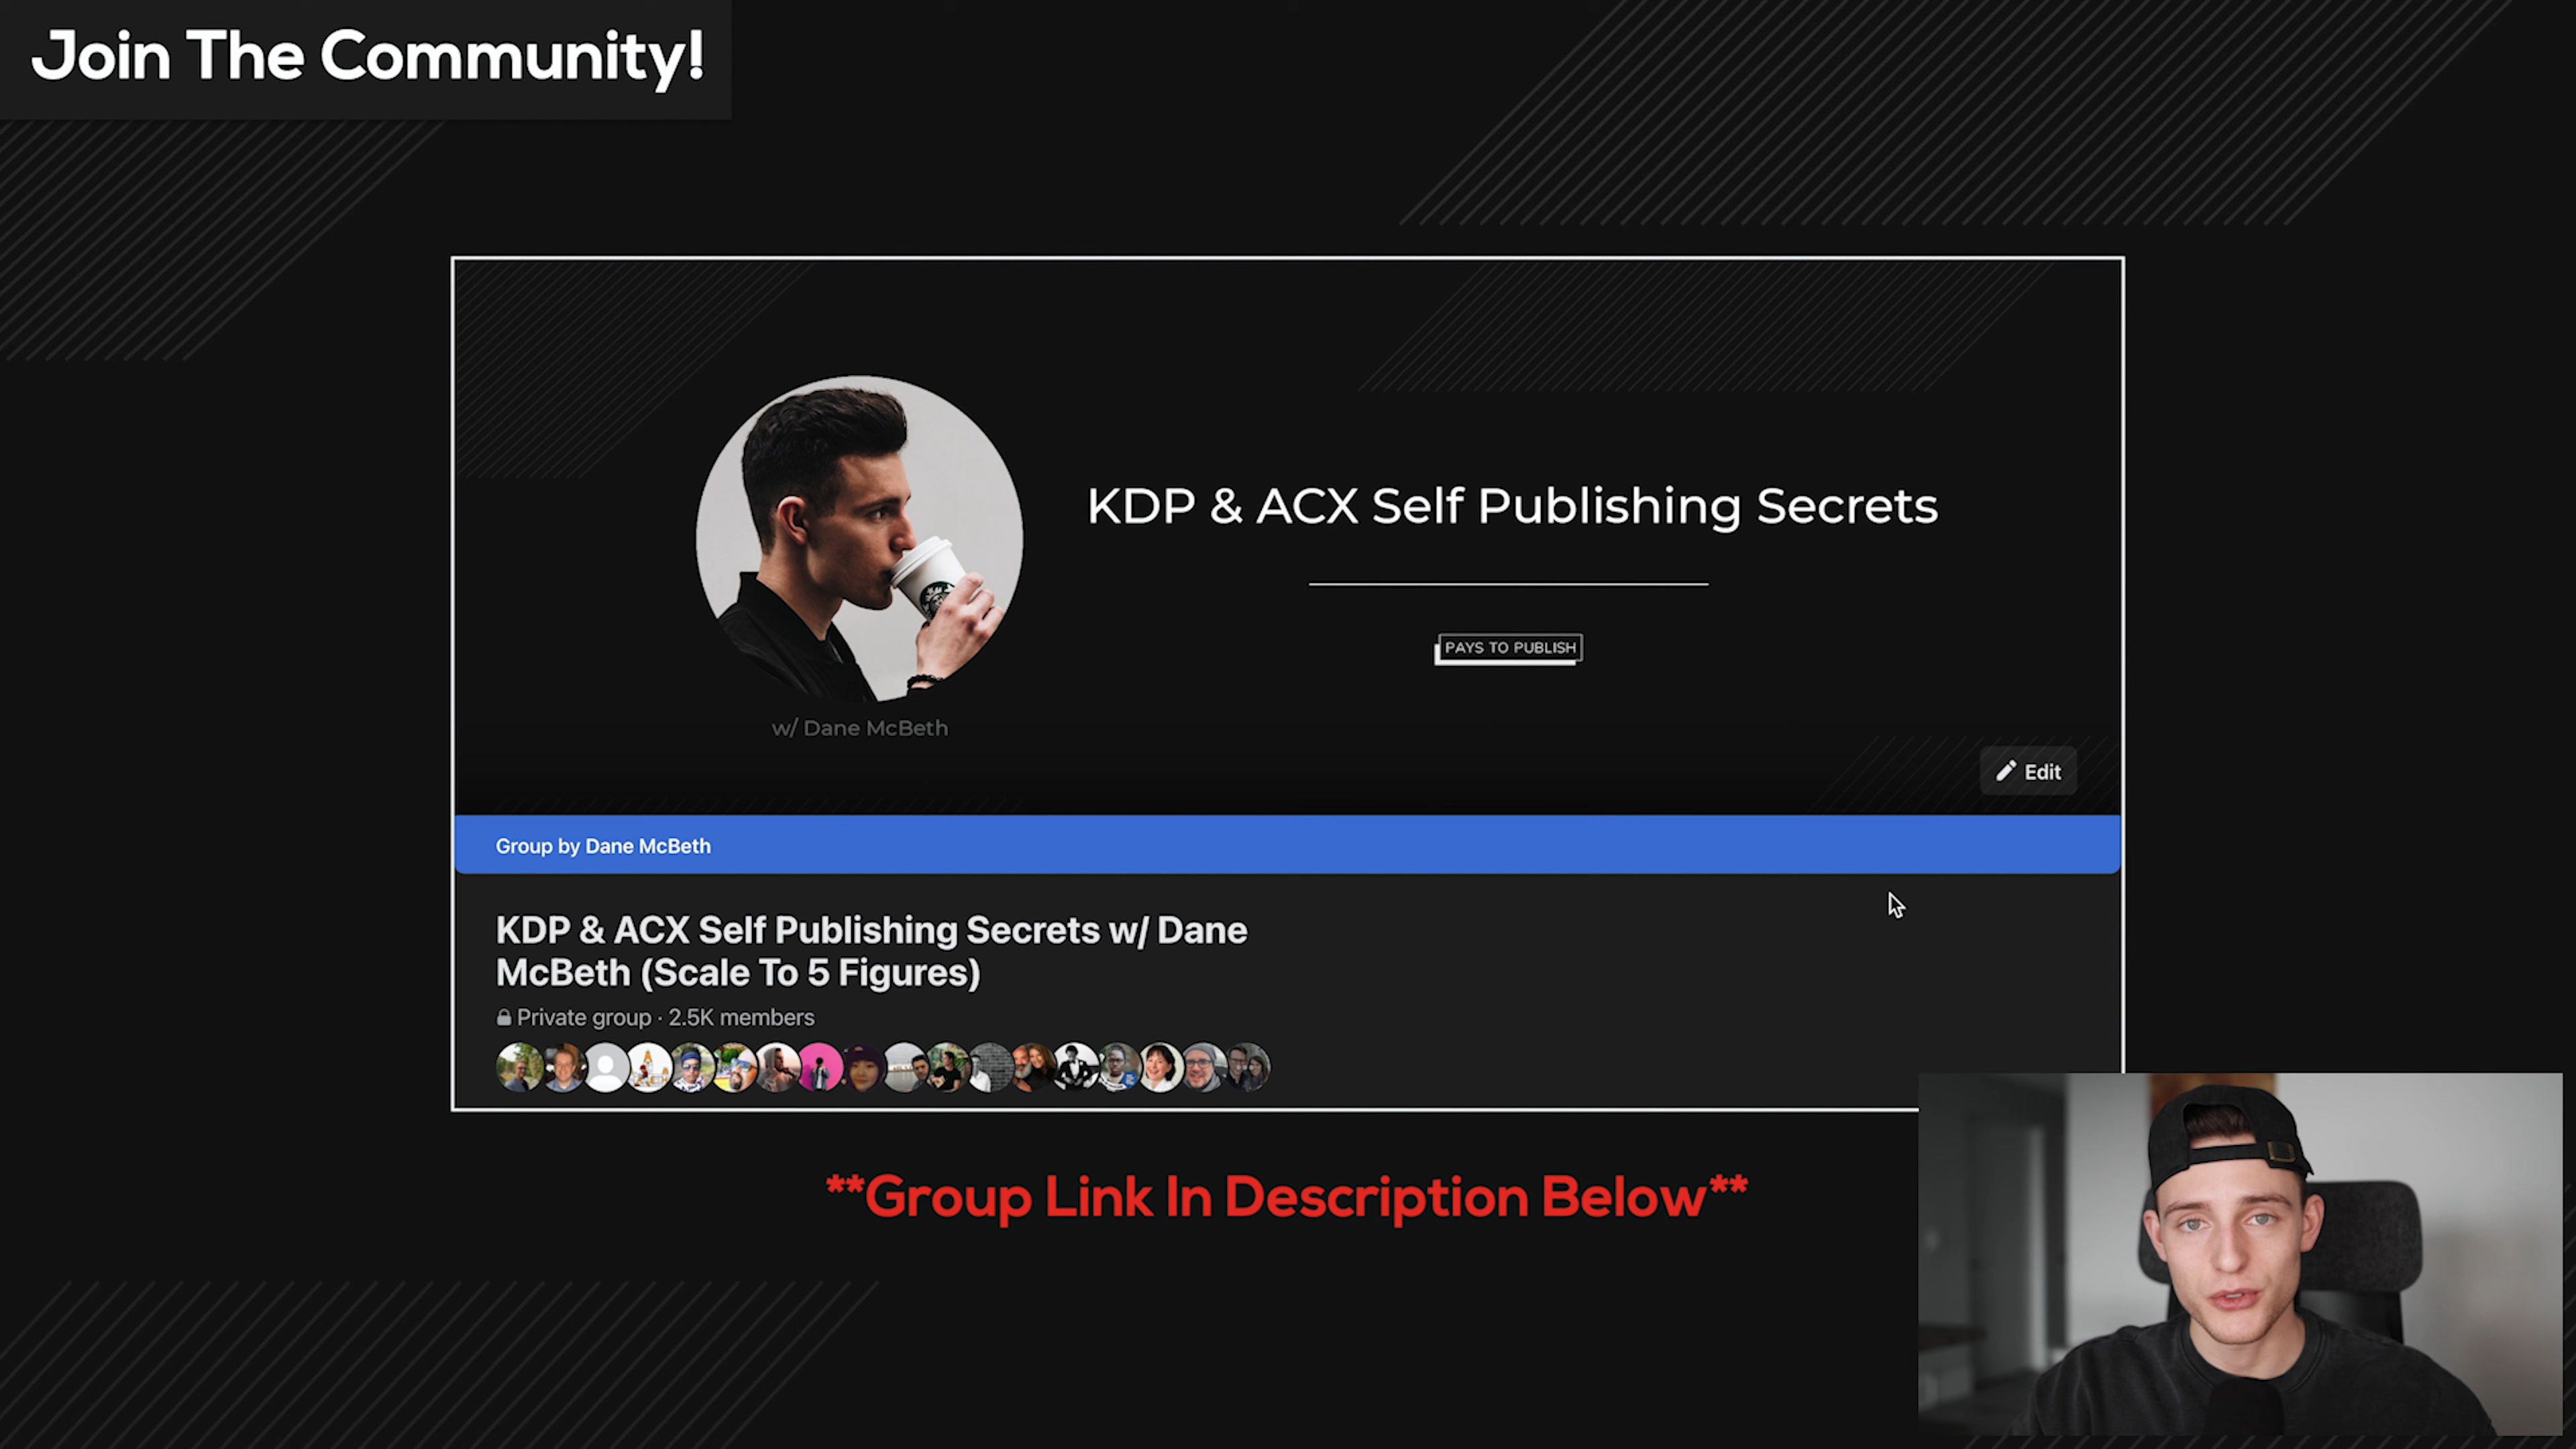 Join The Community!
KDP & ACX Self Publishing Secrets
PAYS TO PUBLISH
w/ Dane McBeth
Edit
Group by Dane McBeth
KDP & ACX Self Publishing Secrets w/ Dane
McBeth (Scale To 5 Figures)
Private group · 2.5K members
**Group Link In Description Below**